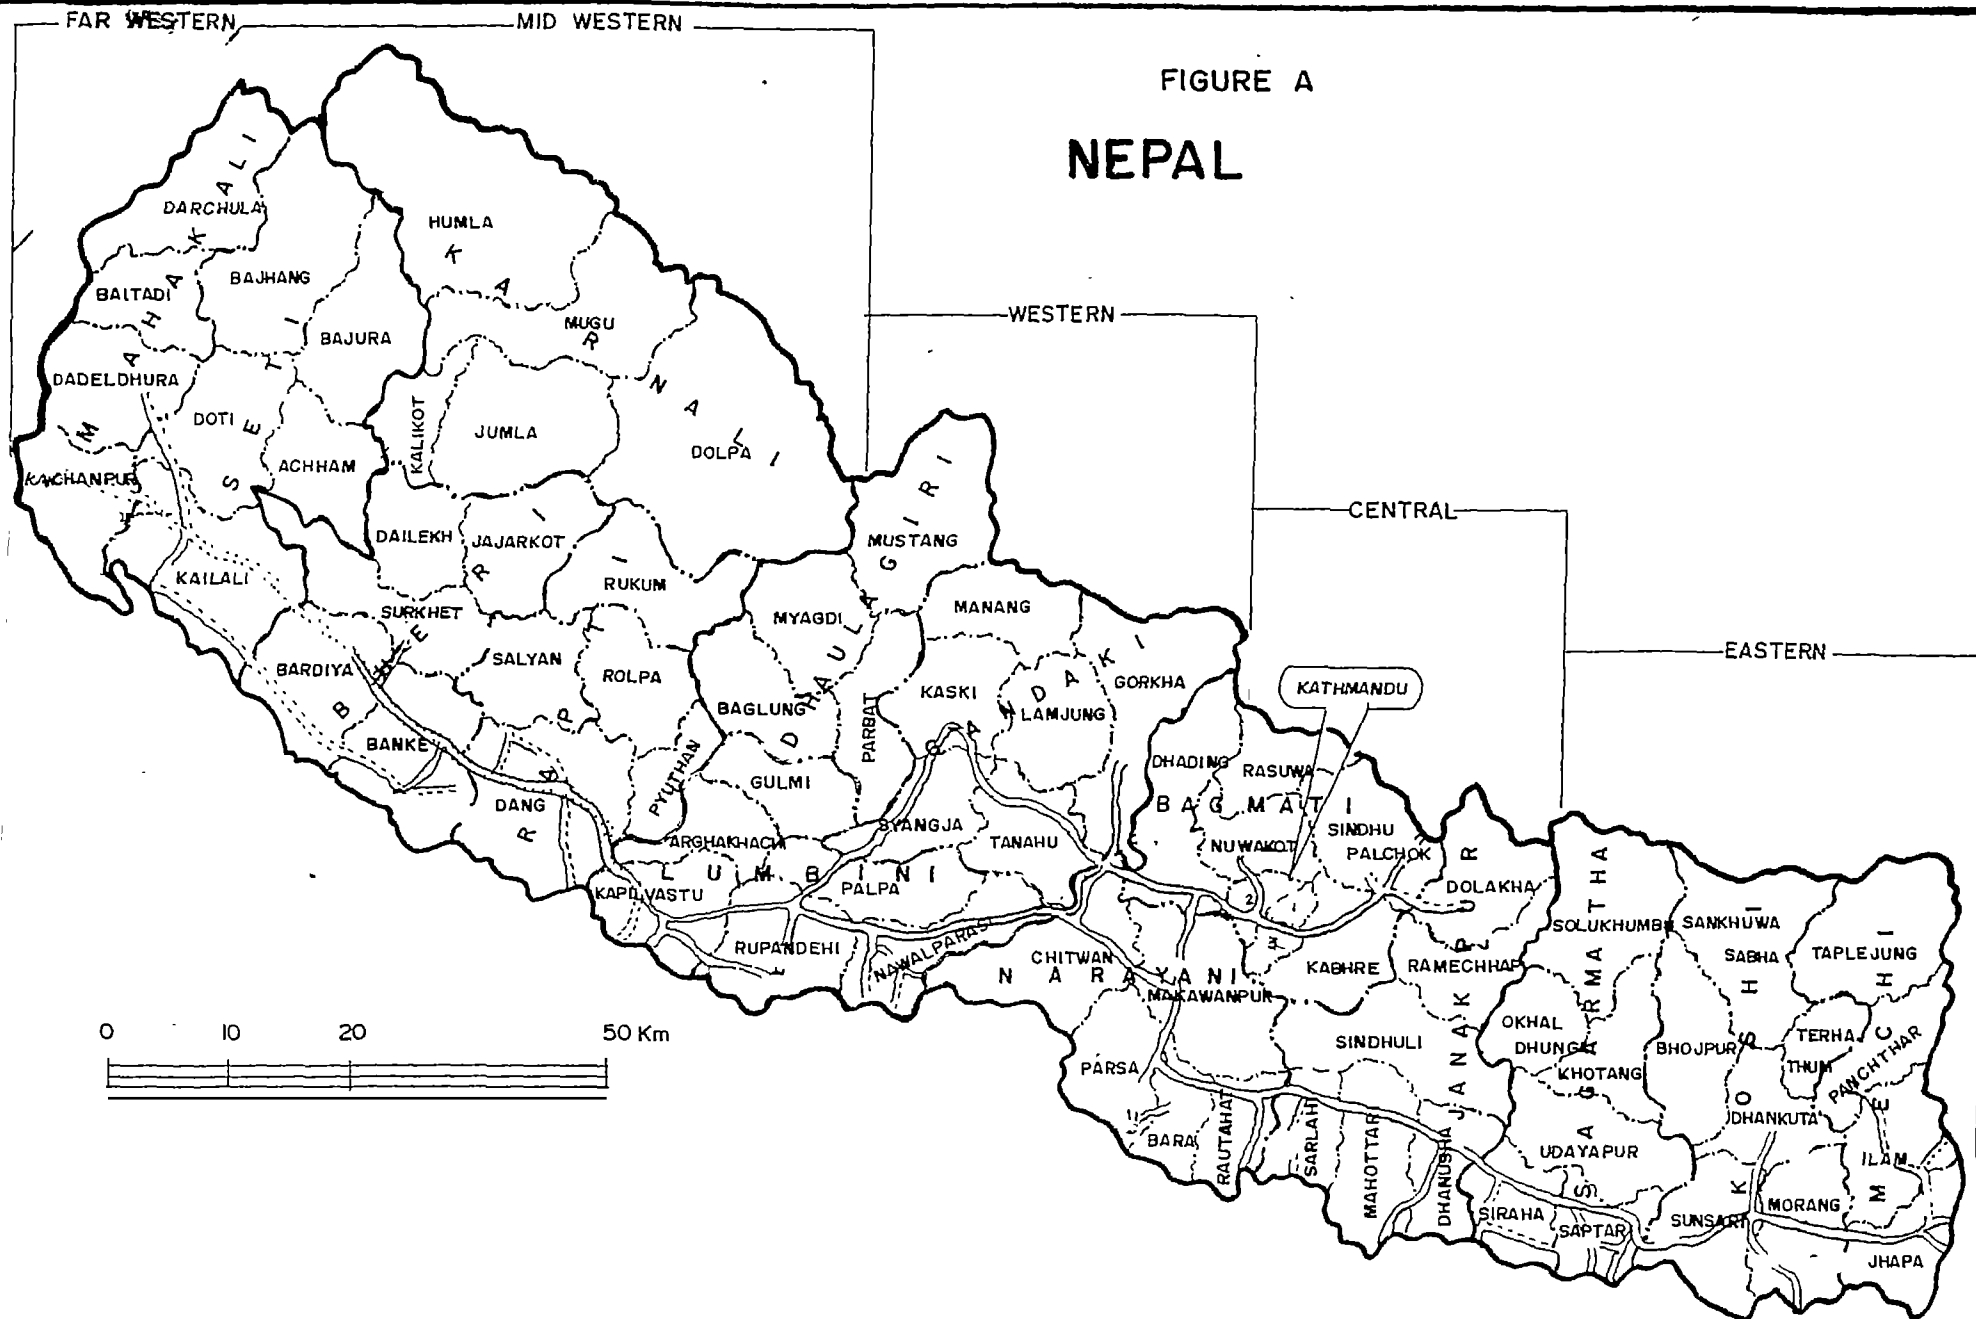 FAR WESTERN
MID WESTERN
FIGURE A
NEPAL
WESTERN
CENTRAL
EASTERN
MAHAKALI
DARCHULA
BAITADI
DADELDHURA
KANCHANPUR
SETI
BAJHANG
BAJURA
DOTI
ACHHAM
KAILALI
KARNALI
HUMLA
MUGU
KALIKOT
JUMLA
DOLPA
BHERI
DAILEKH
JAJARKOT
SURKHET
BARDIYA
BANKE
RAPTI
RUKUM
SALYAN
ROLPA
PYUTHAN
DANG
DHAULAGIRI
MUSTANG
MYAGDI
BAGLUNG
PARBAT
GANDAKI
MANANG
KASKI
LAMJUNG
GORKHA
SYANGJA
TANAHU
LUMBINI
GULMI
ARGHAKHACHI
KAPILVASTU
PALPA
RUPANDEHI
NAWALPARASI
KATHMANDU
BAGMATI
DHADING
RASUWA
NUWAKOT
SINDHU
PALCHOK
KABHRE
2
1
3
NARAYANI
CHITWAN
MAKAWANPUR
PARSA
BARA
RAUTAHAT
JANAKPUR
DOLAKHA
RAMECHHAP
SINDHULI
SARLAHI
MAHOTTARI
DHANUSHA
SAGARMATHA
SOLUKHUMBU
OKHAL
DHUNGA
KHOTANG
UDAYAPUR
SIRAHA
SAPTARI
KOSHI
SANKHUWA
SABHA
BHOJPUR
TERHA
THUM
DHANKUTA
SUNSARI
MORANG
MECHI
TAPLEJUNG
PANCHTHAR
ILAM
JHAPA
0 10 20 50 Km